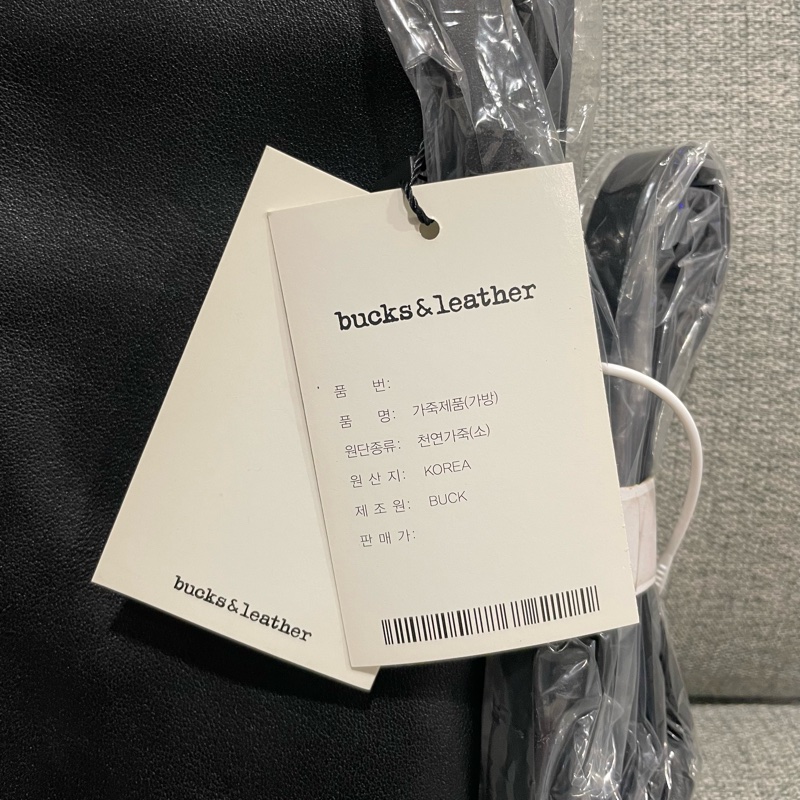 bucks&leather
품 번:
품 명: 가죽제품(가방)
원단종류: 천연가죽(소)
원 산 지: KOREA
제 조 원: BUCK
판 매 가:
bucks&leather